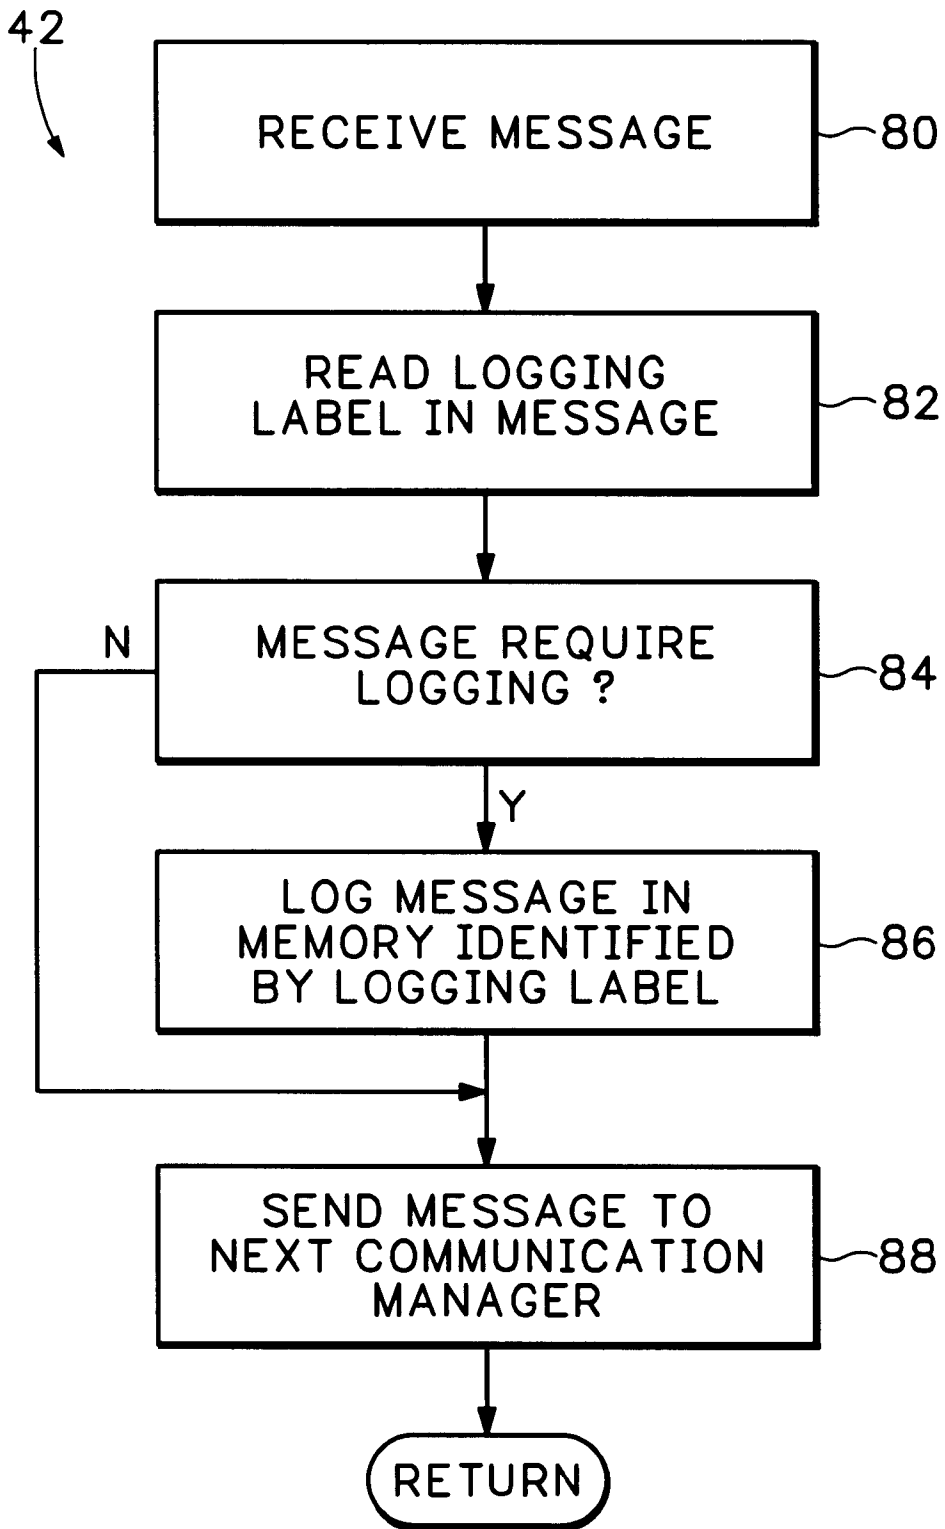 42
RECEIVE MESSAGE
80
READ LOGGING
LABEL IN MESSAGE
82
N
MESSAGE REQUIRE
LOGGING ?
84
Y
LOG MESSAGE IN
MEMORY IDENTIFIED
BY LOGGING LABEL
86
SEND MESSAGE TO
NEXT COMMUNICATION
MANAGER
88
RETURN